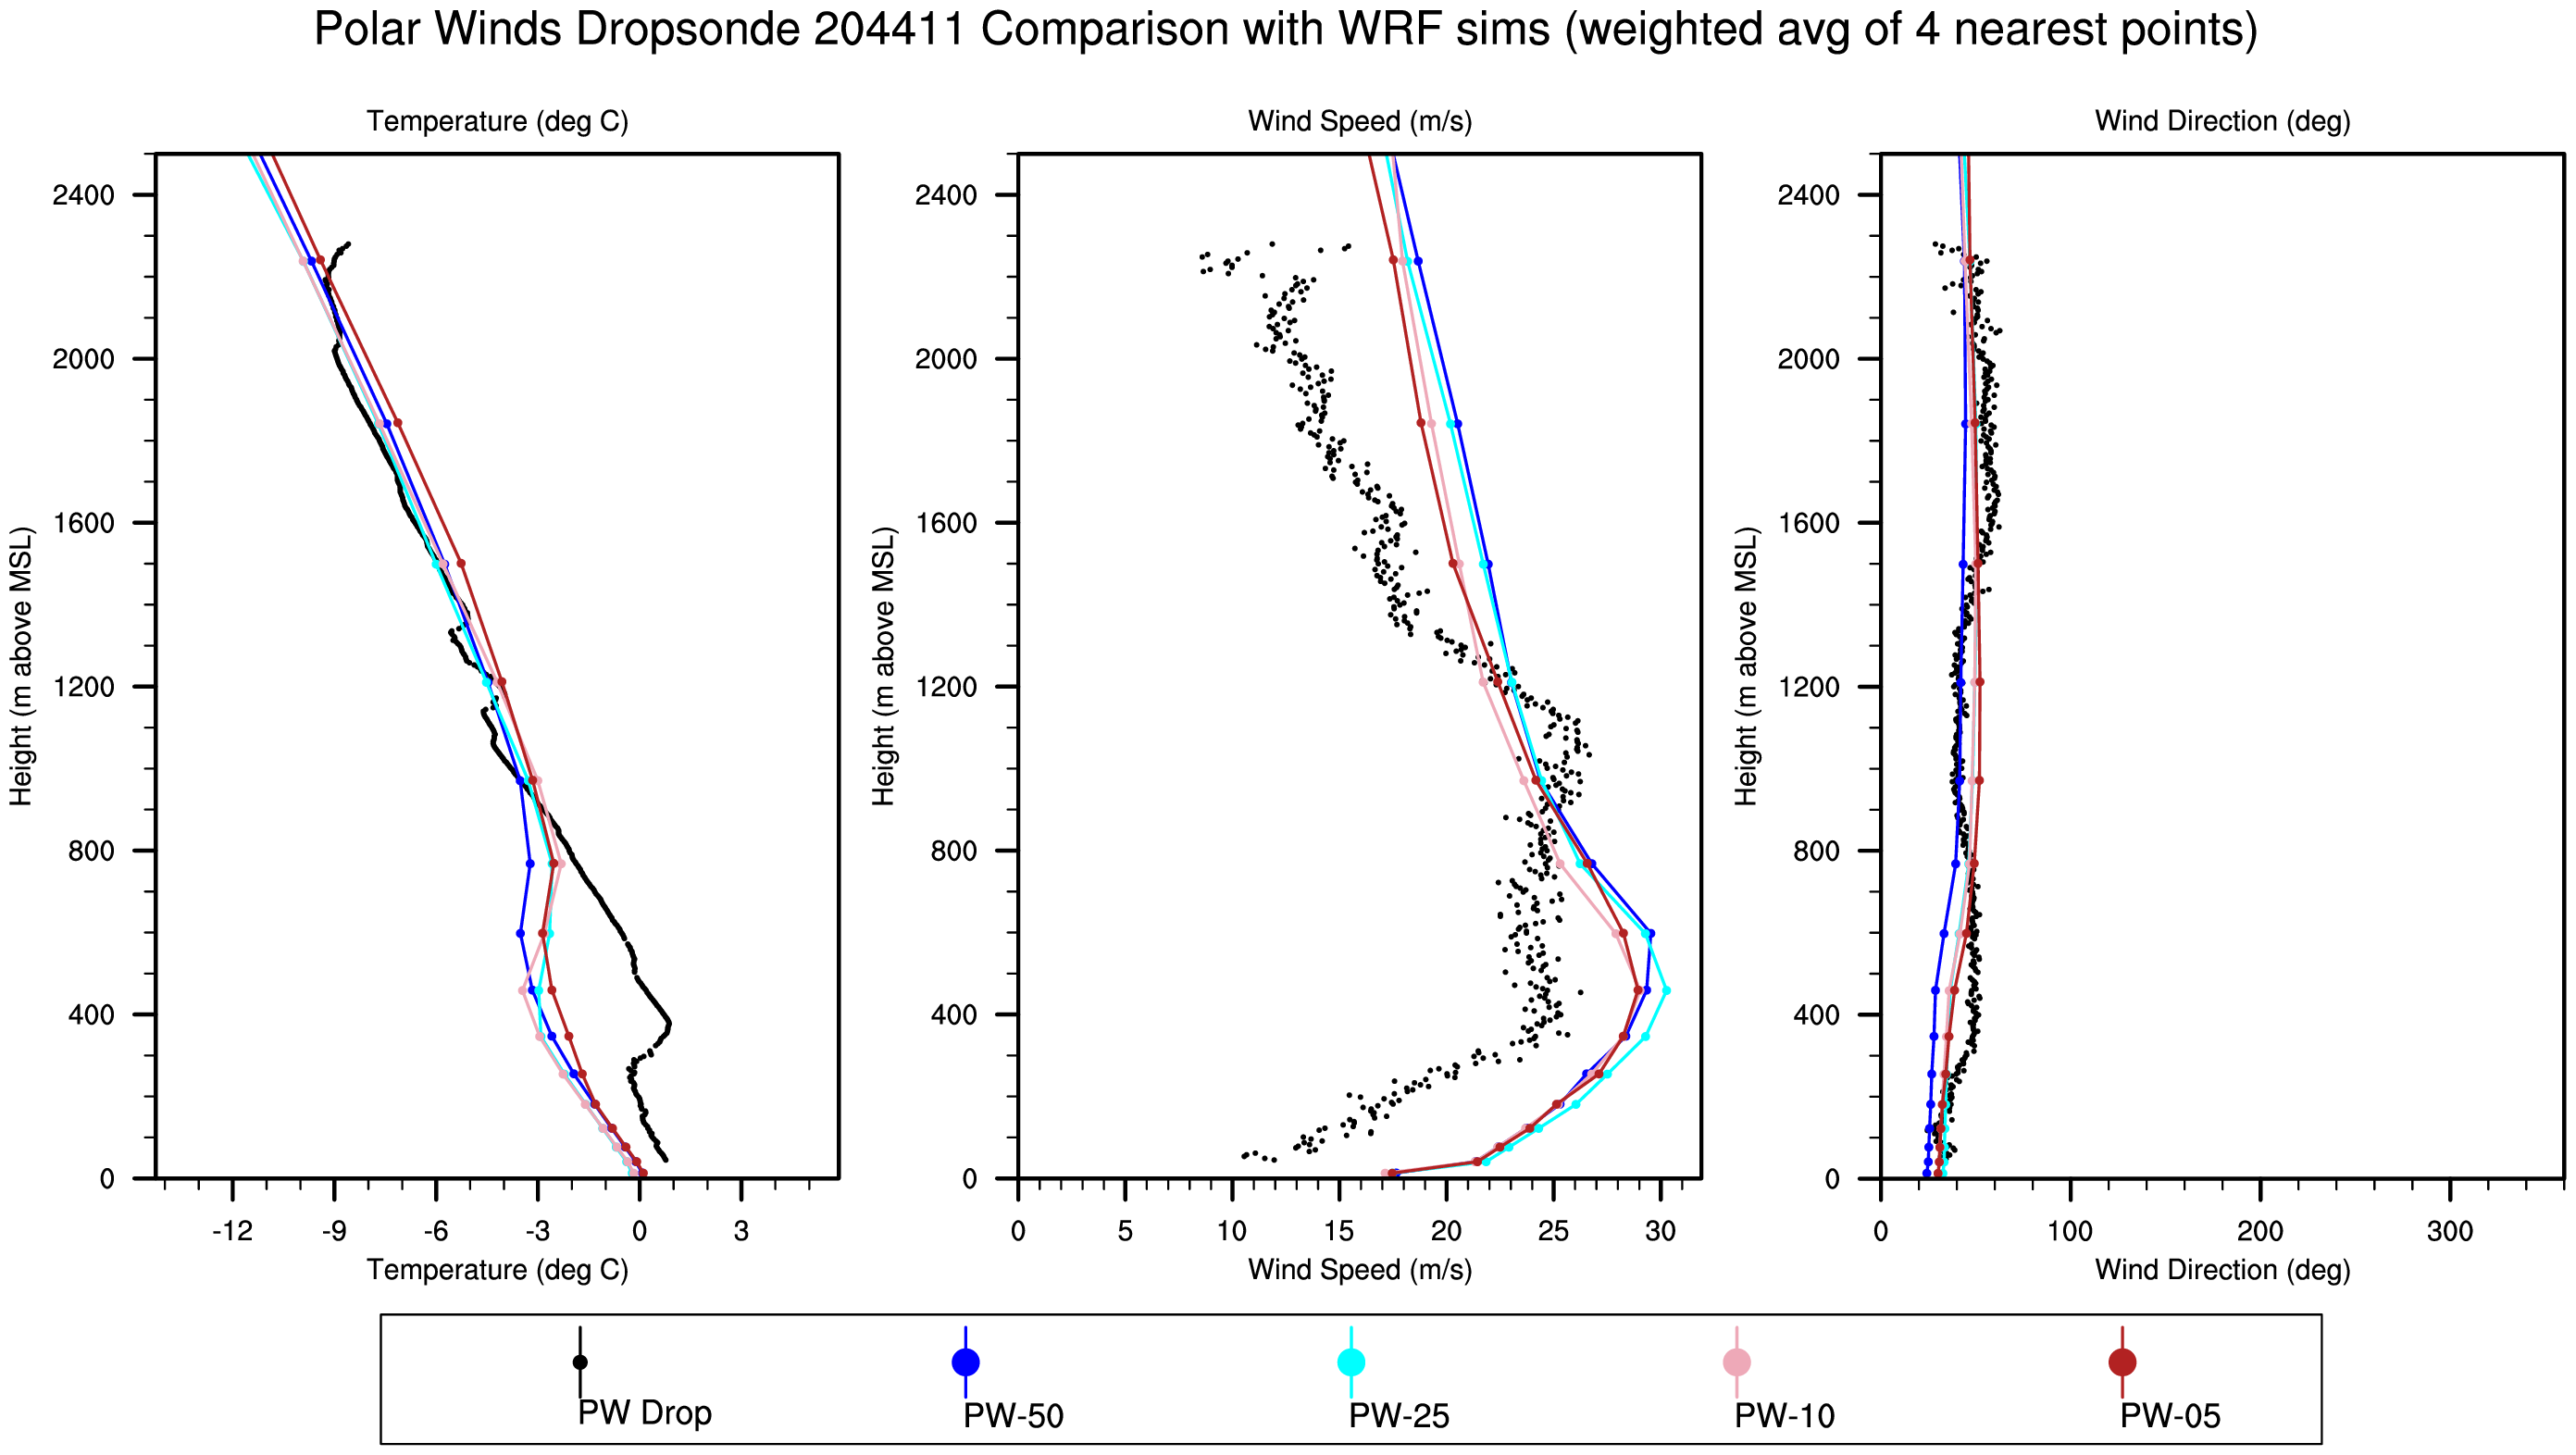 Polar Winds Dropsonde 204411 Comparison with WRF sims (weighted avg of 4 nearest points)
Temperature (deg C)
Wind Speed (m/s)
Wind Direction (deg)
Height (m above MSL)
2400
2000
1600
1200
800
400
0
-12 -9 -6 -3 0 3
Temperature (deg C)
Height (m above MSL)
2400
2000
1600
1200
800
400
0
0 5 10 15 20 25 30
Wind Speed (m/s)
Height (m above MSL)
2400
2000
1600
1200
800
400
0
0 100 200 300
Wind Direction (deg)
PW Drop PW-50 PW-25 PW-10 PW-05